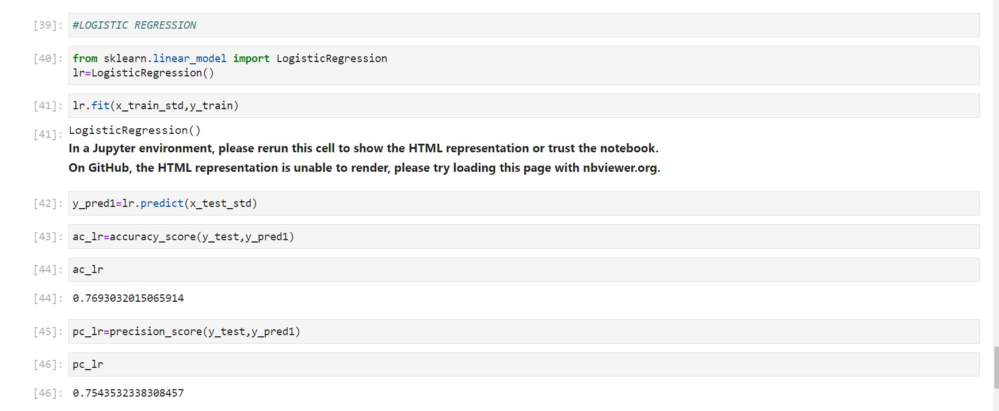 [39]: #LOGISTIC REGRESSION
[40]: from sklearn.linear_model import LogisticRegression
lr=LogisticRegression()
[41]: lr.fit(x_train_std,y_train)
[41]: LogisticRegression()
In a Jupyter environment, please rerun this cell to show the HTML representation or trust the notebook.
On GitHub, the HTML representation is unable to render, please try loading this page with nbviewer.org.
[42]: y_pred1=lr.predict(x_test_std)
[43]: ac_lr=accuracy_score(y_test,y_pred1)
[44]: ac_lr
[44]: 0.7693032015065914
[45]: pc_lr=precision_score(y_test,y_pred1)
[46]: pc_lr
[46]: 0.7543532338308457